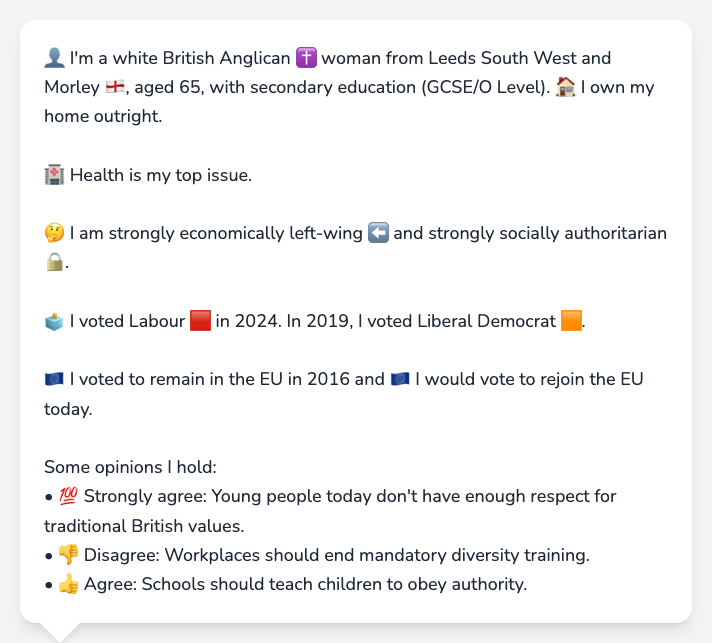 👤 I'm a white British Anglican ✝️ woman from Leeds South West and
Morley 🏴󠁧󠁢󠁥󠁮󠁧󠁿, aged 65, with secondary education (GCSE/O Level). 🏠 I own my
home outright.
🏥 Health is my top issue.
🤔 I am strongly economically left-wing ⬅️ and strongly socially authoritarian
🔒.
🗳️ I voted Labour 🟥 in 2024. In 2019, I voted Liberal Democrat 🟧.
🇪🇺 I voted to remain in the EU in 2016 and 🇪🇺 I would vote to rejoin the EU
today.
Some opinions I hold:
• 💯 Strongly agree: Young people today don't have enough respect for
traditional British values.
• 👎 Disagree: Workplaces should end mandatory diversity training.
• 👍 Agree: Schools should teach children to obey authority.